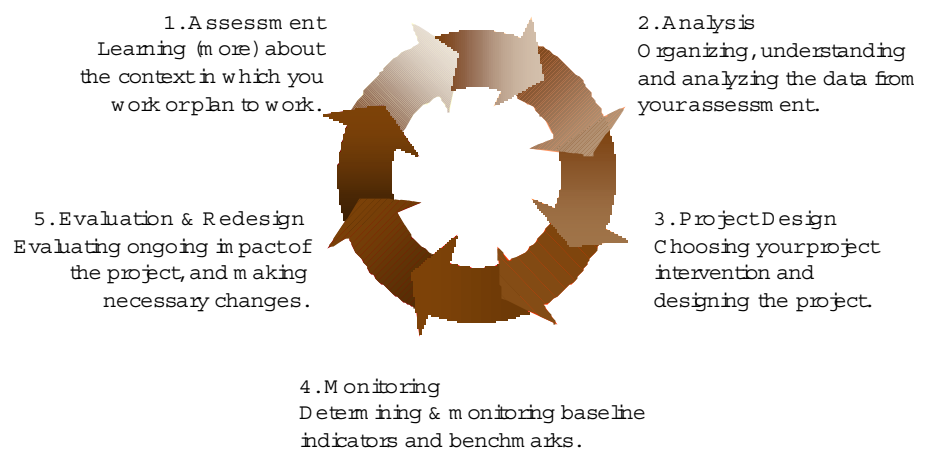 1. Assessment
Learning (more) about
the context in which you
work or plan to work.
2. Analysis
Organizing, understanding
and analyzing the data from
your assessment.
3. Project Design
Choosing your project
intervention and
designing the project.
4. Monitoring
Determining & monitoring baseline
indicators and benchmarks.
5. Evaluation & Redesign
Evaluating ongoing impact of
the project, and making
necessary changes.